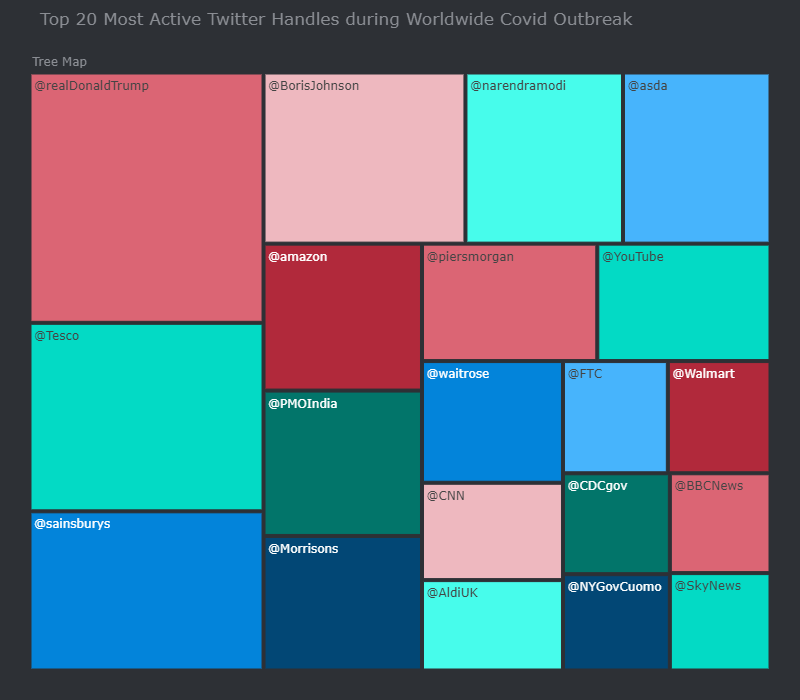 Top 20 Most Active Twitter Handles during Worldwide Covid Outbreak
Tree Map
@realDonaldTrump
@BorisJohnson
@narendramodi
@asda
@amazon
@piersmorgan
@YouTube
@Tesco
@waitrose
@FTC
@Walmart
@PMOIndia
@CDCgov
@BBCNews
@CNN
@sainsburys
@Morrisons
@NYGovCuomo
@SkyNews
@AldiUK